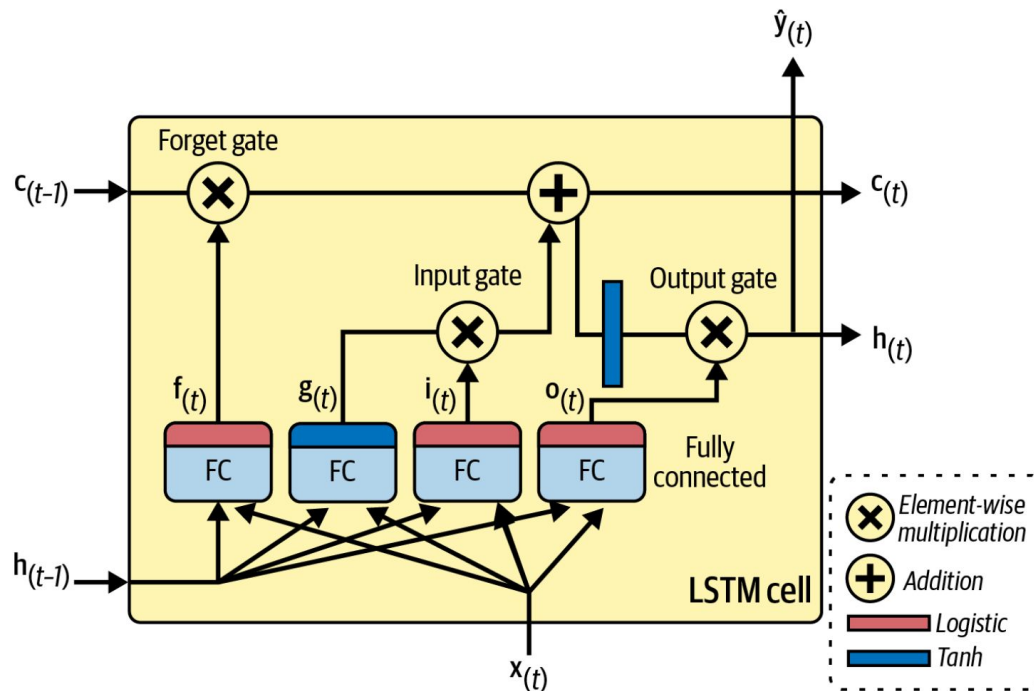 ŷ(t)
Forget gate
c(t–1)
c(t)
Input gate
Output gate
h(t)
f(t)
g(t)
i(t)
o(t)
FC
FC
FC
FC
Fully
connected
h(t–1)
LSTM cell
x(t)
Element-wise
multiplication
Addition
Logistic
Tanh